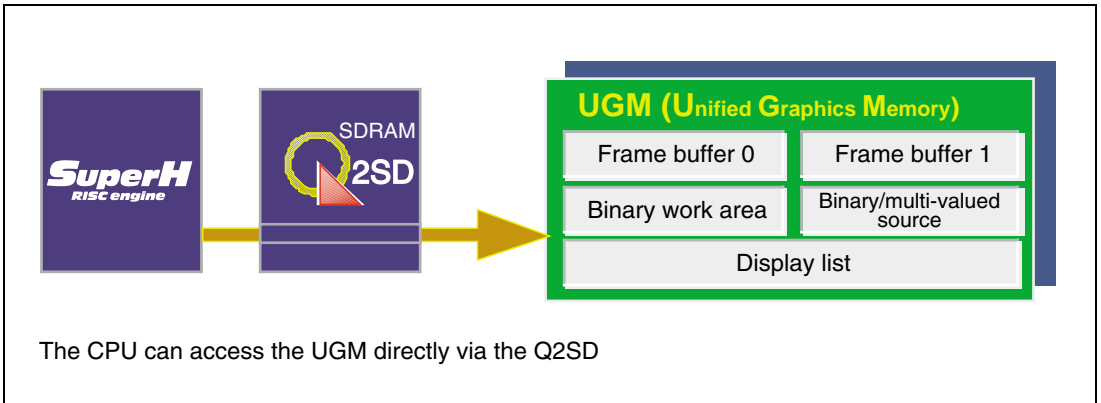 SuperH
RISC engine
SDRAM
Q2SD
UGM (Unified Graphics Memory)
Frame buffer 0
Frame buffer 1
Binary work area
Binary/multi-valued
source
Display list
The CPU can access the UGM directly via the Q2SD